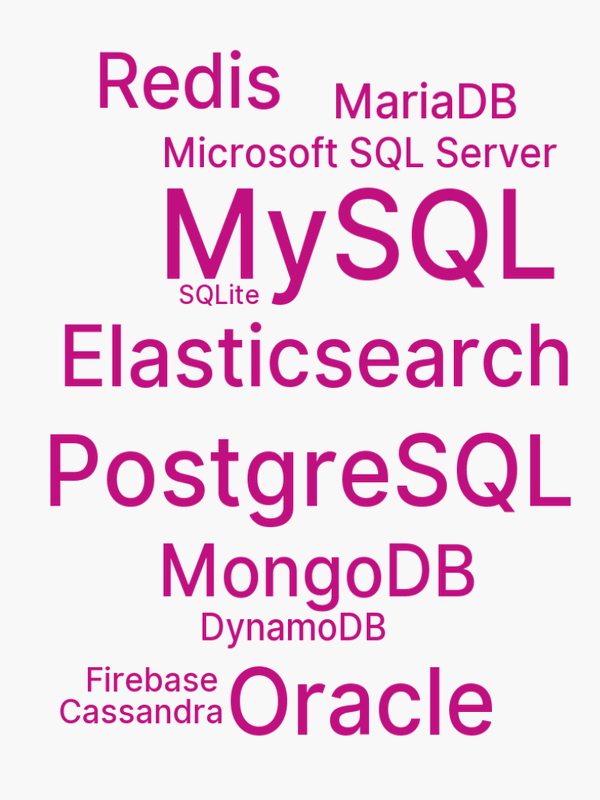 Redis
MariaDB
Microsoft SQL Server
MySQL
SQLite
Elasticsearch
PostgreSQL
MongoDB
DynamoDB
Firebase
Cassandra
Oracle